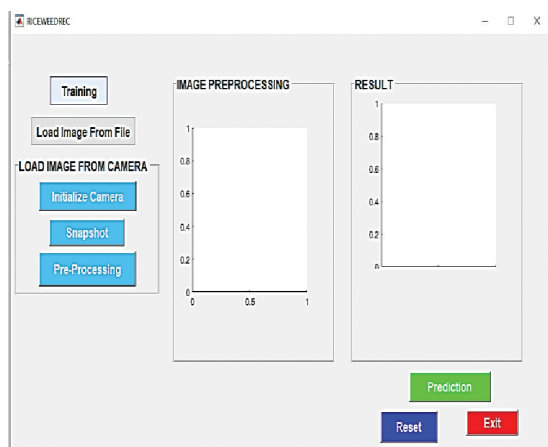 RICEWEEDREC
Training
Load Image From File
LOAD IMAGE FROM CAMERA
Initialize Camera
Snapshot
Pre-Processing
IMAGE PREPROCESSING
1
0.8
0.6
0.4
0.2
0
0 0.5 1
RESULT
1
0.8
0.6
0.4
0.2
0
Prediction
Reset
Exit